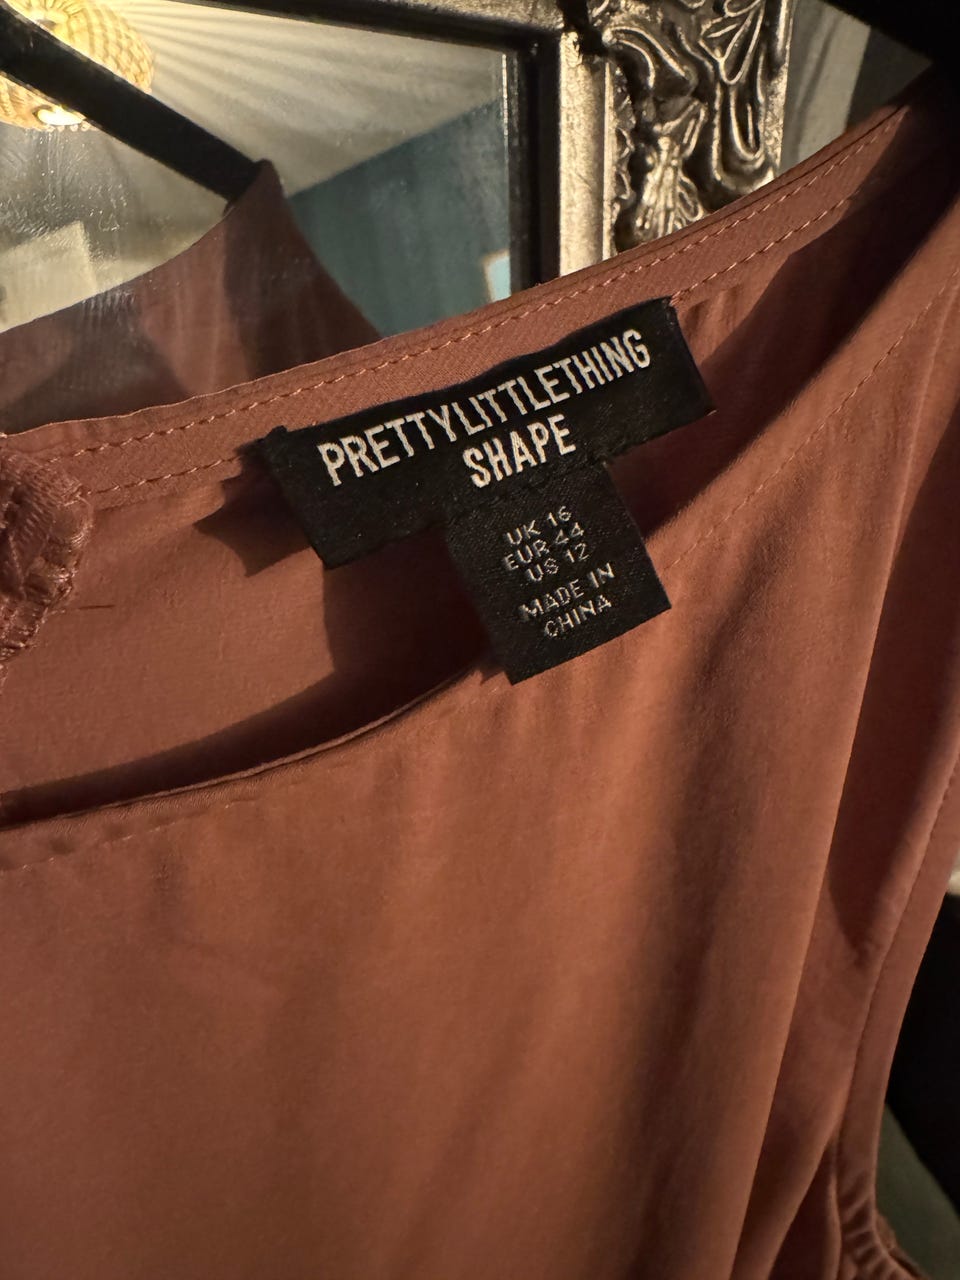 PRETTYLITTLETHING
SHAPE
UK 16
EUR 44
US 12
MADE IN
CHINA